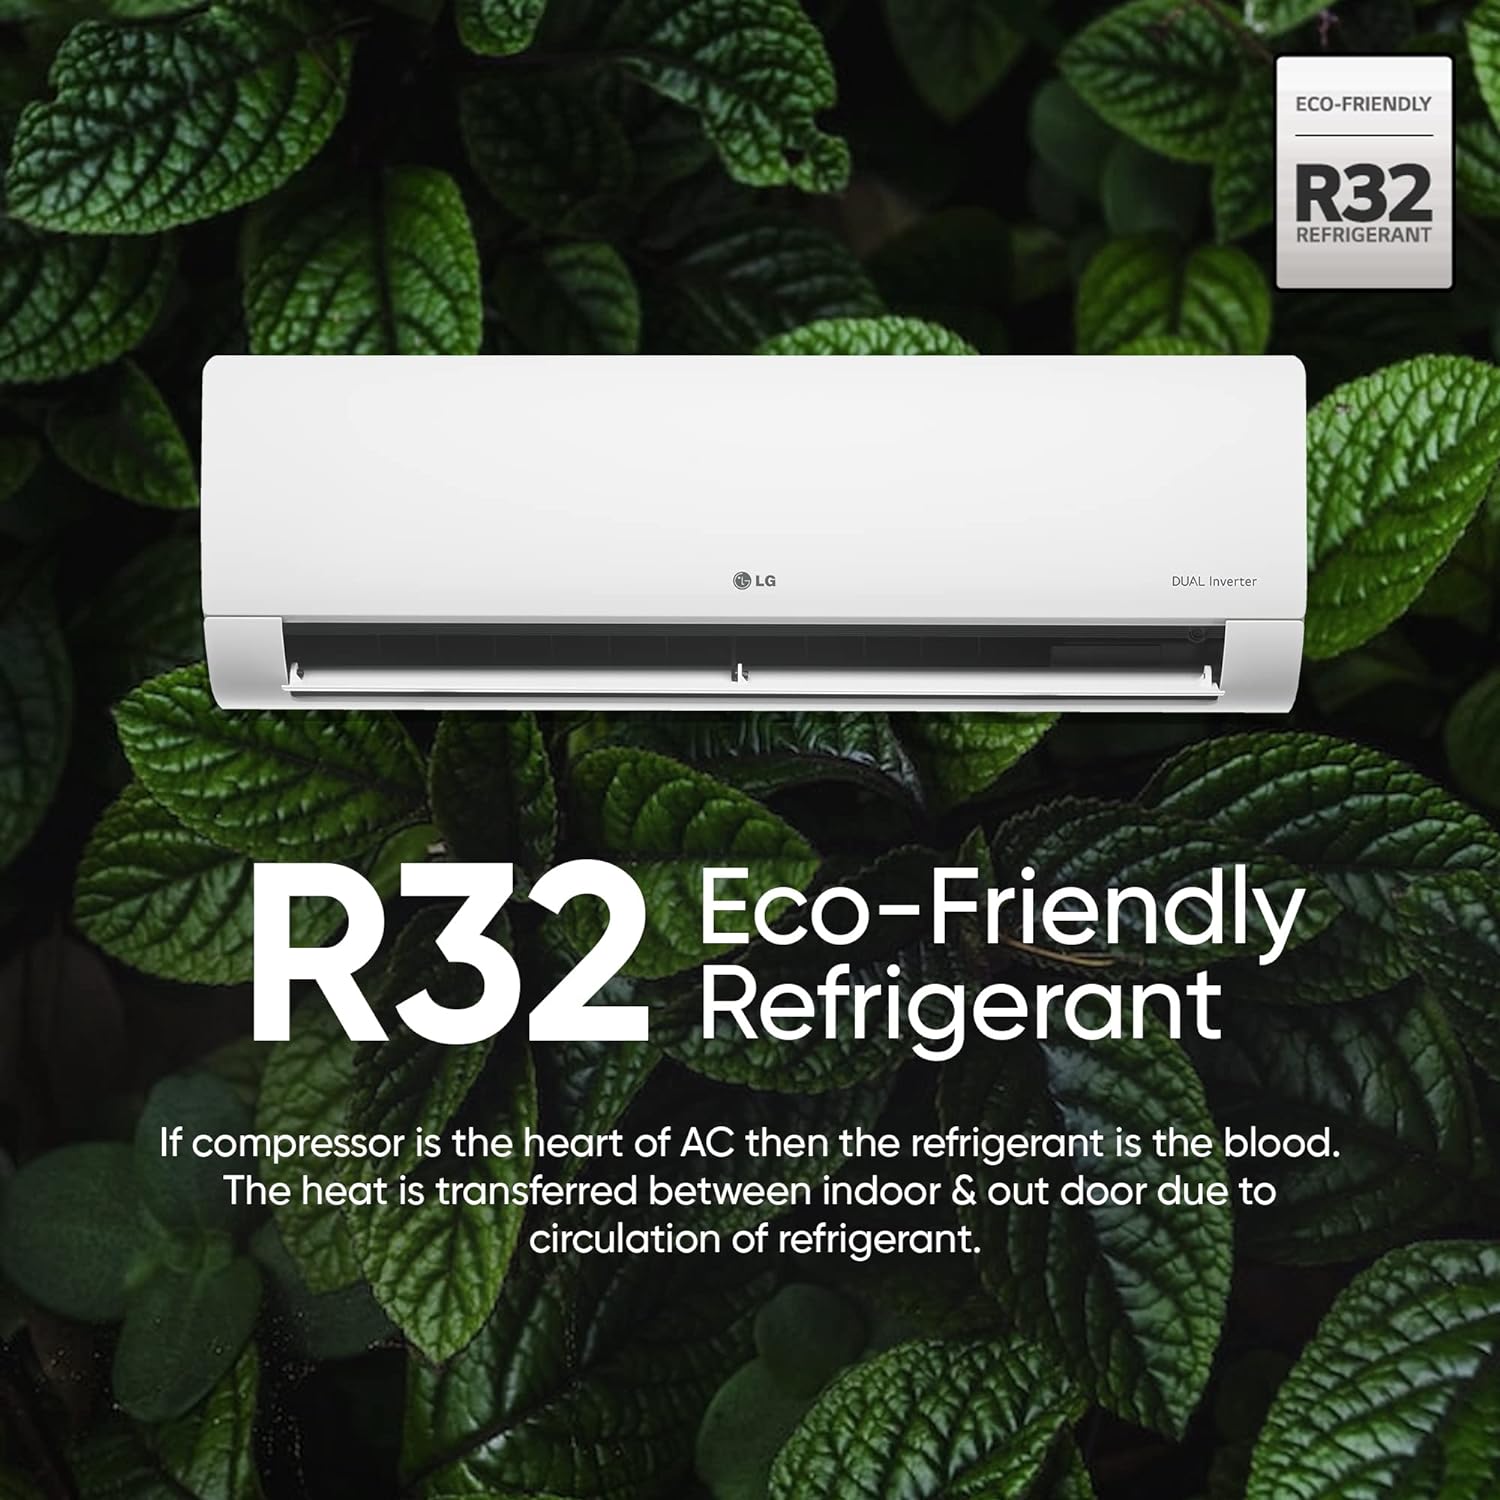 ECO-FRIENDLY
R32
REFRIGERANT
LG
DUAL Inverter
R32 Eco-Friendly
Refrigerant
If compressor is the heart of AC then the refrigerant is the blood.
The heat is transferred between indoor & out door due to
circulation of refrigerant.